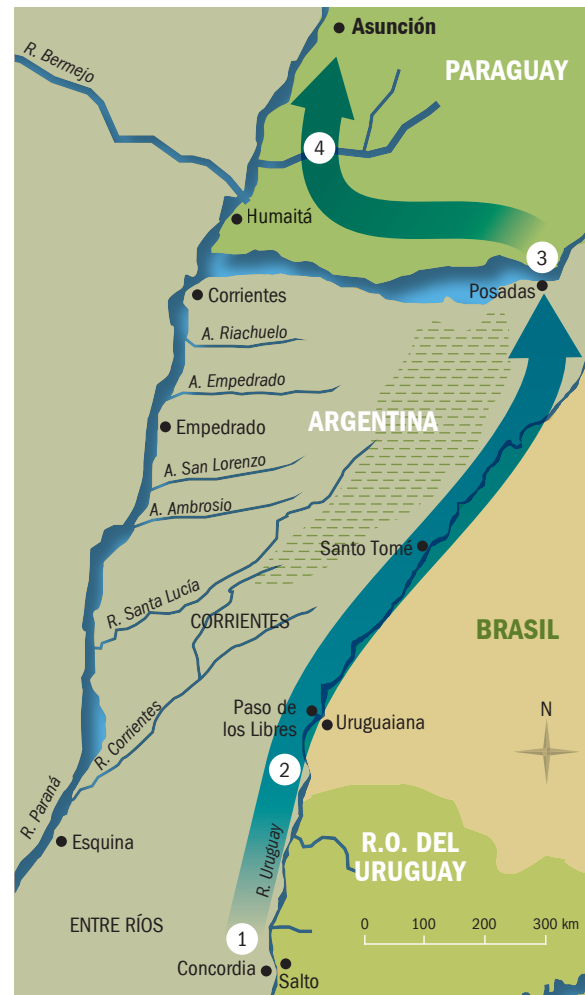 Asunción
R. Bermejo
PARAGUAY
4
Humaitá
3
Posadas
Corrientes
A. Riachuelo
A. Empedrado
ARGENTINA
Empedrado
A. San Lorenzo
A. Ambrosio
Santo Tomé
R. Santa Lucía
CORRIENTES
BRASIL
Paso de
los Libres
Uruguaiana
N
R. Corrientes
2
R. Paraná
Esquina
R. Uruguay
R.O. DEL
URUGUAY
ENTRE RÍOS
1
0 100 200 300 km
Concordia
Salto